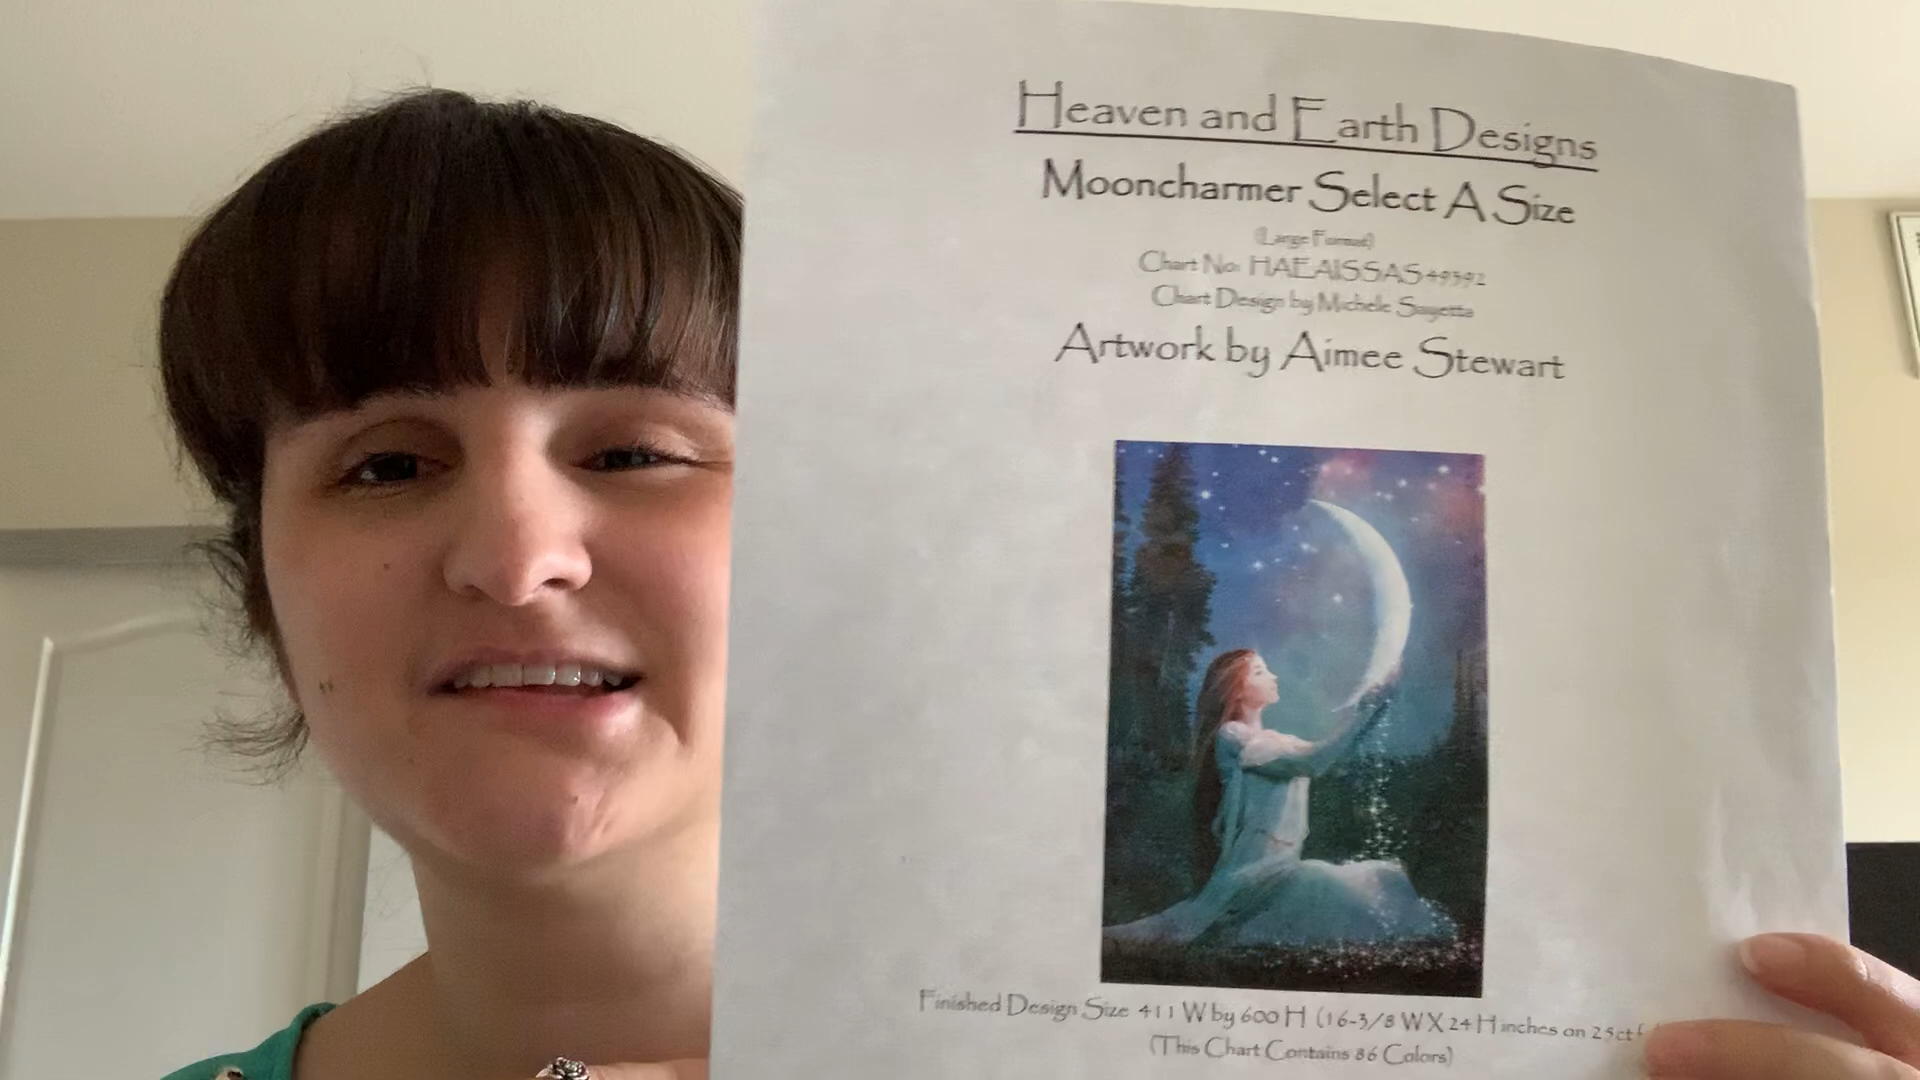 Heaven and Earth Designs
Mooncharmer Select A Size
(Large Format)
Chart No: HAEAISSAS49392
Chart Design by Michele Sayetta
Artwork by Aimee Stewart
Finished Design Size 411 W by 600 H (16-3/8 W X 24 H inches on 25ct
(This Chart Contains 86 Colors)